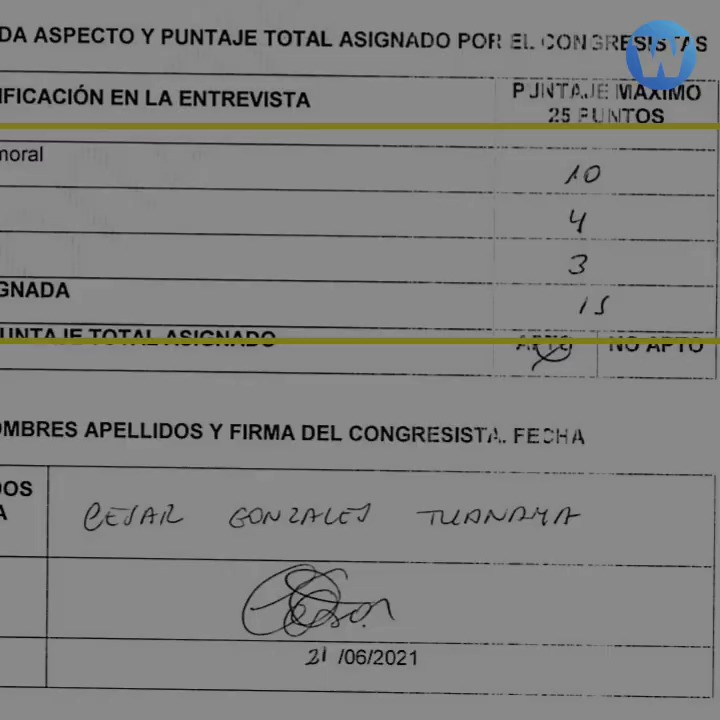 DA ASPECTO Y PUNTAJE TOTAL ASIGNADO POR EL CONGRESISTAS
W
IFICACIÓN EN LA ENTREVISTA
PUNTAJE MAXIMO
25 PUNTOS
moral
10
4
3
GNADA
15
UNTAJE TOTAL ASIGNADO
APTO
NO APTO
OMBRES APELLIDOS Y FIRMA DEL CONGRESISTA. FECHA
DOS
A
CESAR GONZALES TUANAMA
21 /06/2021